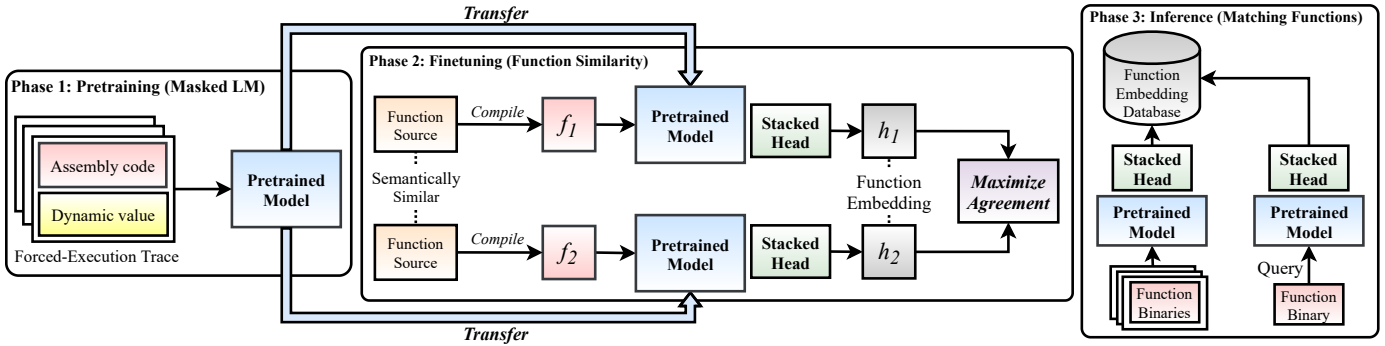 Transfer
Phase 1: Pretraining (Masked LM)
Assembly code
Dynamic value
Forced-Execution Trace
Pretrained
Model
Phase 2: Finetuning (Function Similarity)
Function
Source
Compile
f1
Pretrained
Model
Stacked
Head
h1
Semantically
Similar
Function
Embedding
Maximize
Agreement
Function
Source
Compile
f2
Pretrained
Model
Stacked
Head
h2
Transfer
Phase 3: Inference (Matching Functions)
Function
Embedding
Database
Stacked
Head
Pretrained
Model
Function
Binaries
Stacked
Head
Pretrained
Model
Query
Function
Binary